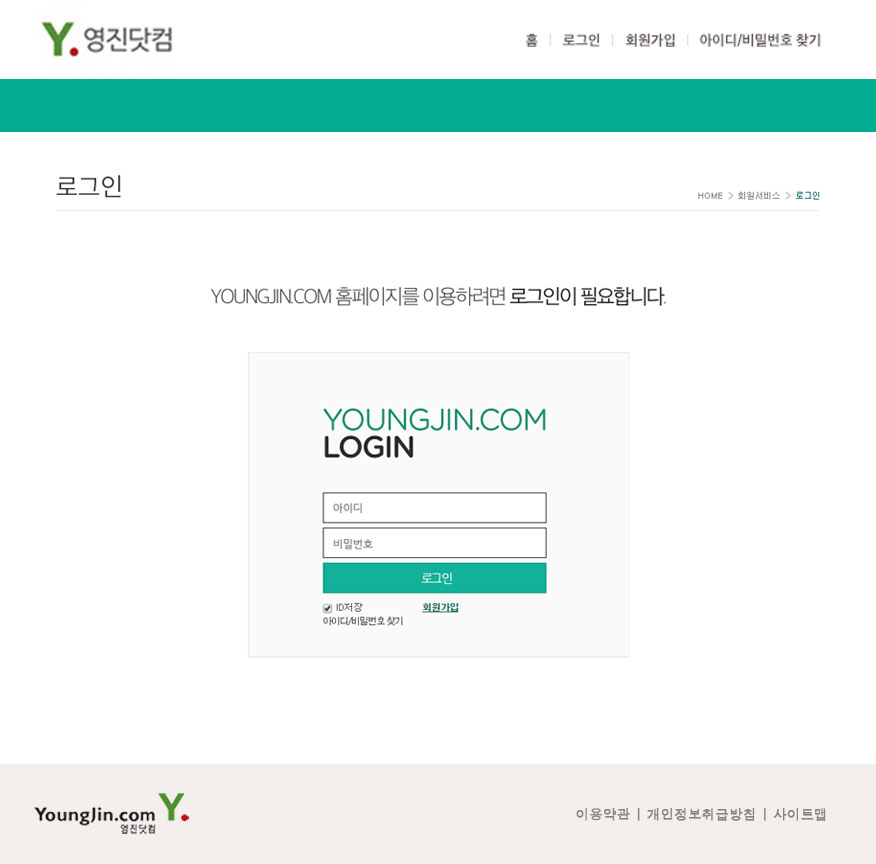 Y. 영진닷컴
홈 | 로그인 | 회원가입 | 아이디/비밀번호 찾기
로그인
HOME > 회원서비스 > 로그인
YOUNGJIN.COM 홈페이지를 이용하려면 로그인이 필요합니다.
YOUNGJIN.COM
LOGIN
아이디
비밀번호
로그인
ID저장 회원가입
아이디/비밀번호 찾기
YoungJin.com Y.
영진닷컴
이용약관 | 개인정보취급방침 | 사이트맵